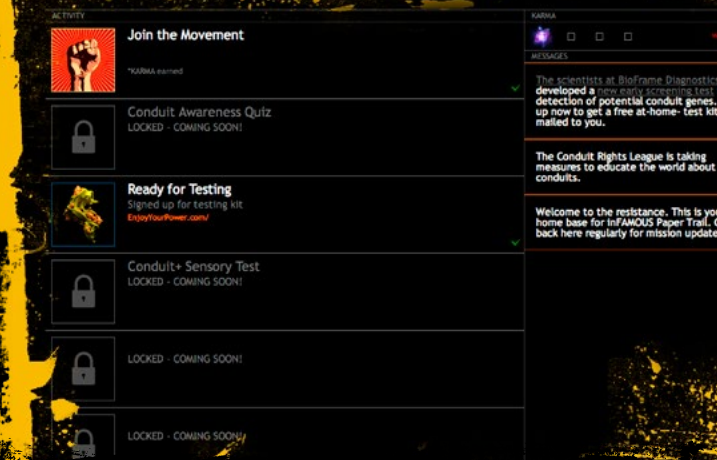 ACTIVITY
Join the Movement
*KARMA earned
Conduit Awareness Quiz
LOCKED - COMING SOON!
Ready for Testing
Signed up for testing kit
EnjoyYourPower.com/
Conduit+ Sensory Test
LOCKED - COMING SOON!
LOCKED - COMING SOON!
LOCKED - COMING SOON!
KARMA
MESSAGES
The scientists at BioFrame Diagnostics
developed a new early screening test
detection of potential conduit genes.
up now to get a free at-home- test kit
mailed to you.
The Conduit Rights League is taking
measures to educate the world about
conduits.
Welcome to the resistance. This is you
home base for inFAMOUS Paper Trail. C
back here regularly for mission update